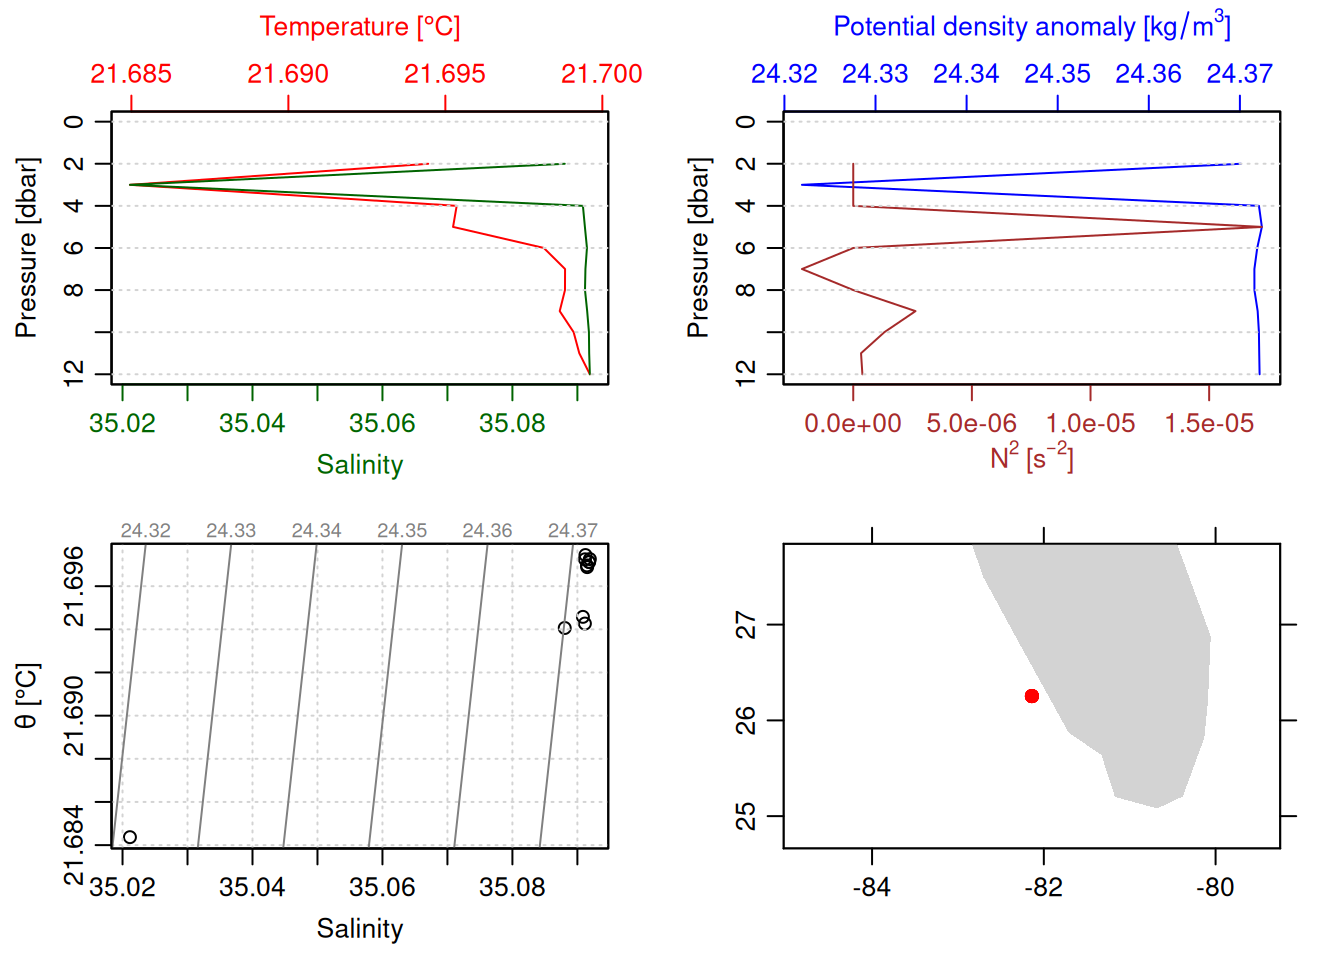 Temperature [°C]
21.685 21.690 21.695 21.700
0
2
4
6
8
12
Pressure [dbar]
35.02 35.04 35.06 35.08
Salinity
Potential density anomaly [kg/m³]
24.32 24.33 24.34 24.35 24.36 24.37
0
2
4
6
8
12
Pressure [dbar]
0.0e+00 5.0e-06 1.0e-05 1.5e-05
N² [s⁻²]
24.32 24.33 24.34 24.35 24.36 24.37
21.696
21.690
21.684
θ [°C]
35.02 35.04 35.06 35.08
Salinity
27
26
25
-84 -82 -80